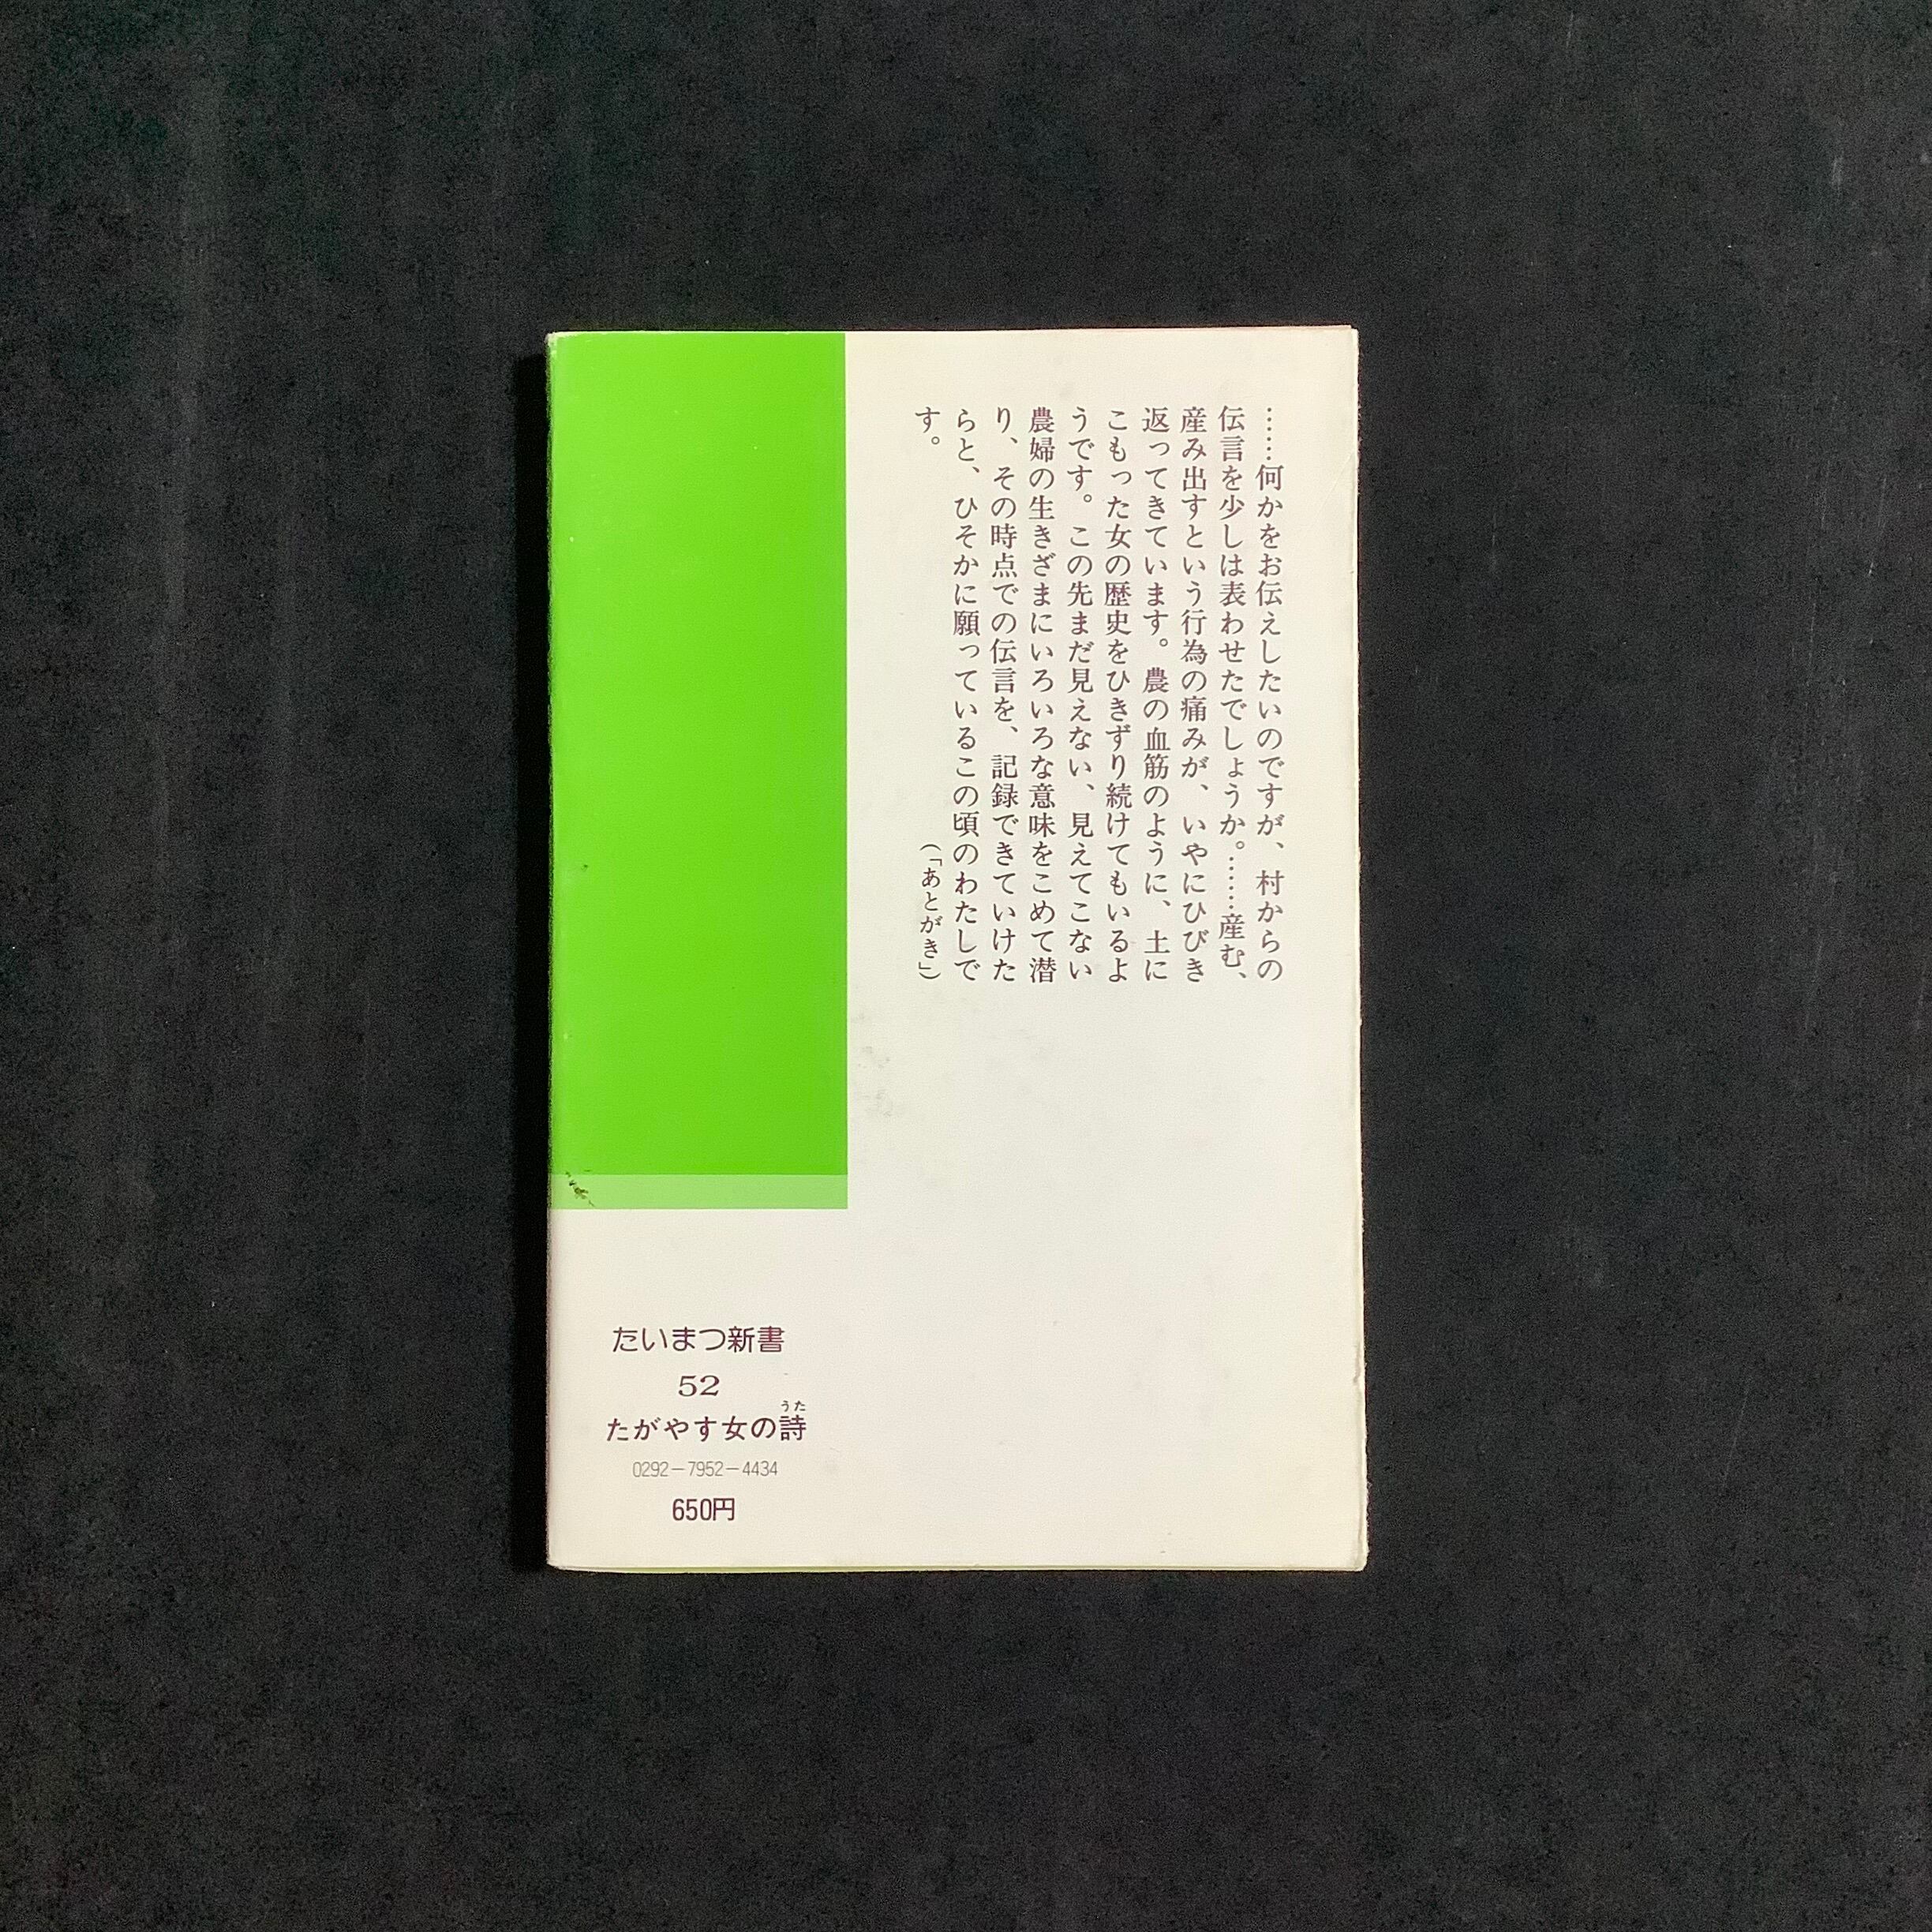 ……何かをお伝えしたいのですが、村からの
伝言を少しは表わせたでしょうか。……産む、
産み出すという行為の痛みが、いやにひびき
返ってきています。農の血筋のように、土に
こもった女の歴史をひきずり続けてもいるよ
うです。この先まだ見えない、見えてこない
農婦の生きざまにいろいろな意味をこめて潜
り、その時点での伝言を、記録できていけた
らと、ひそかに願っているこの頃のわたしで
す。
(「あとがき」)
たいまつ新書
52
うた
たがやす女の詩
0292-7952-4434
650円